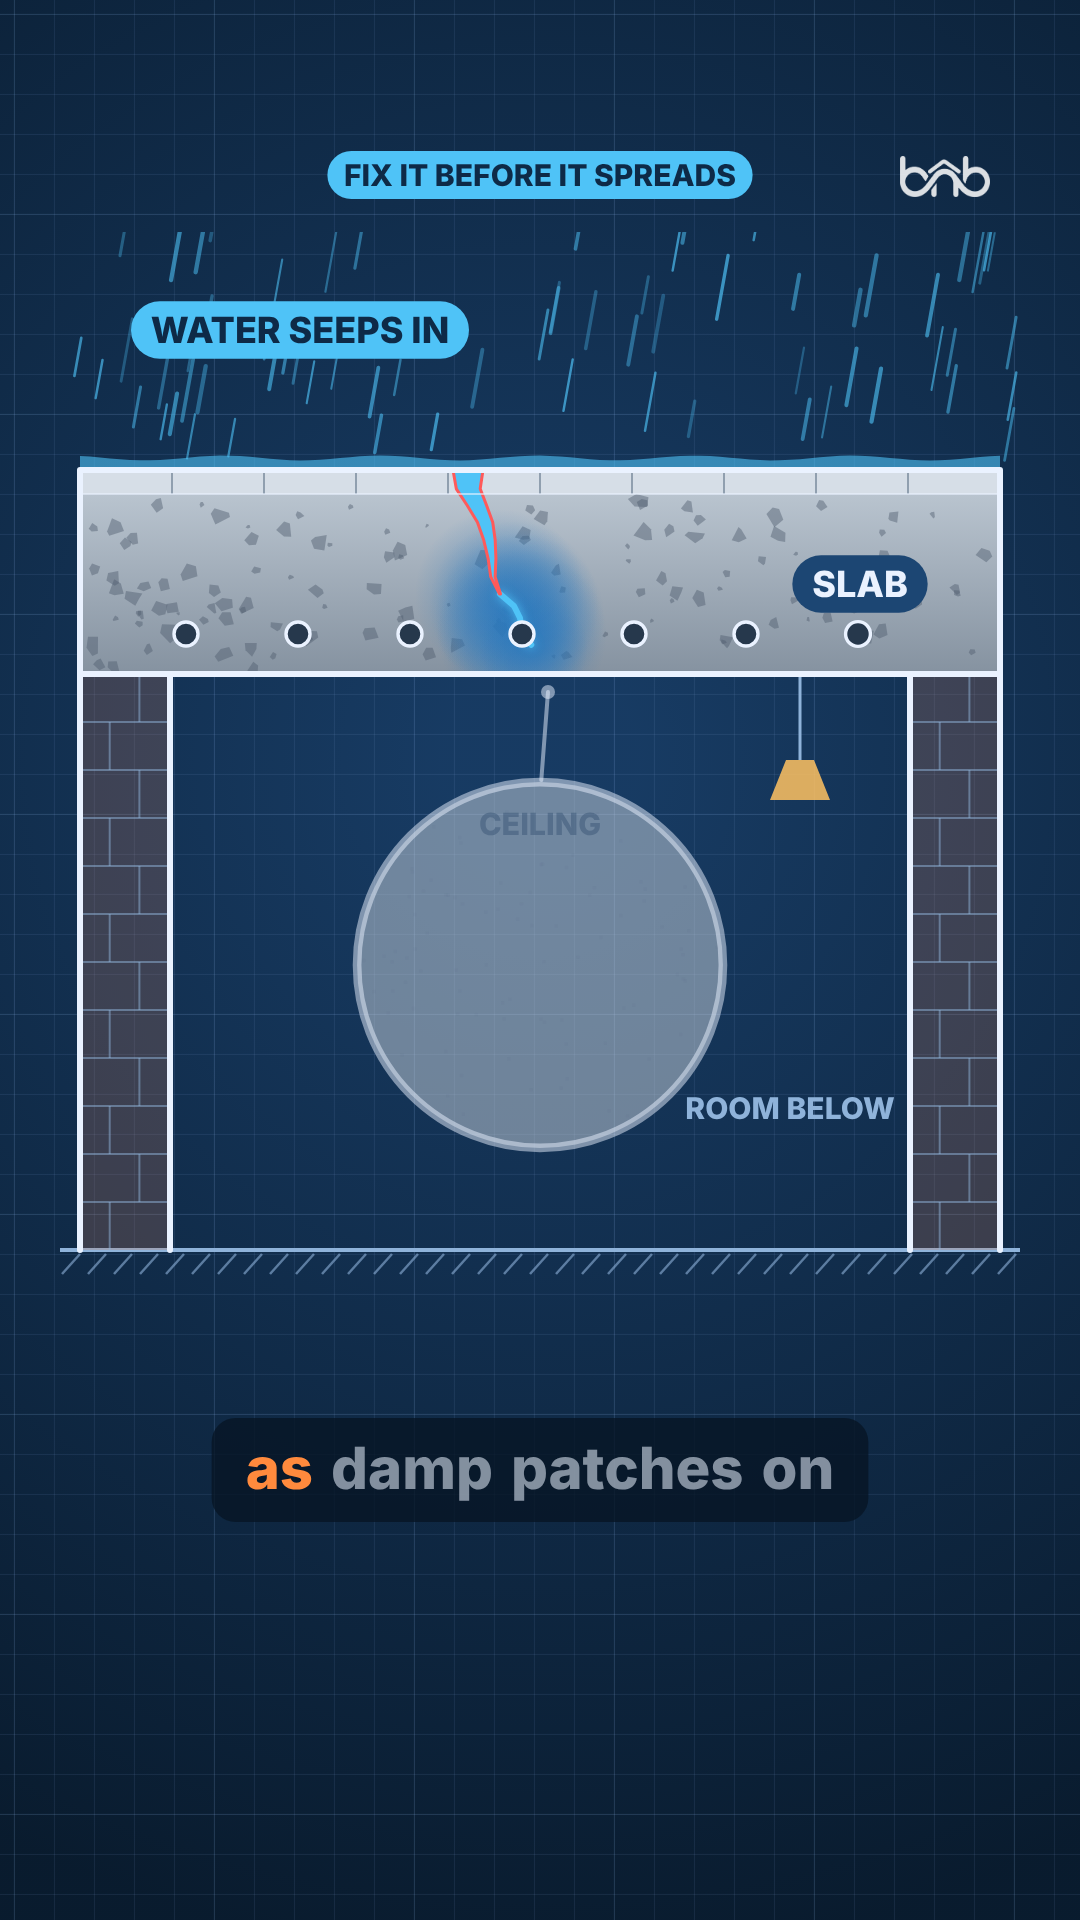 FIX IT BEFORE IT SPREADS
bnb
WATER SEEPS IN
SLAB
CEILING
ROOM BELOW
as damp patches on